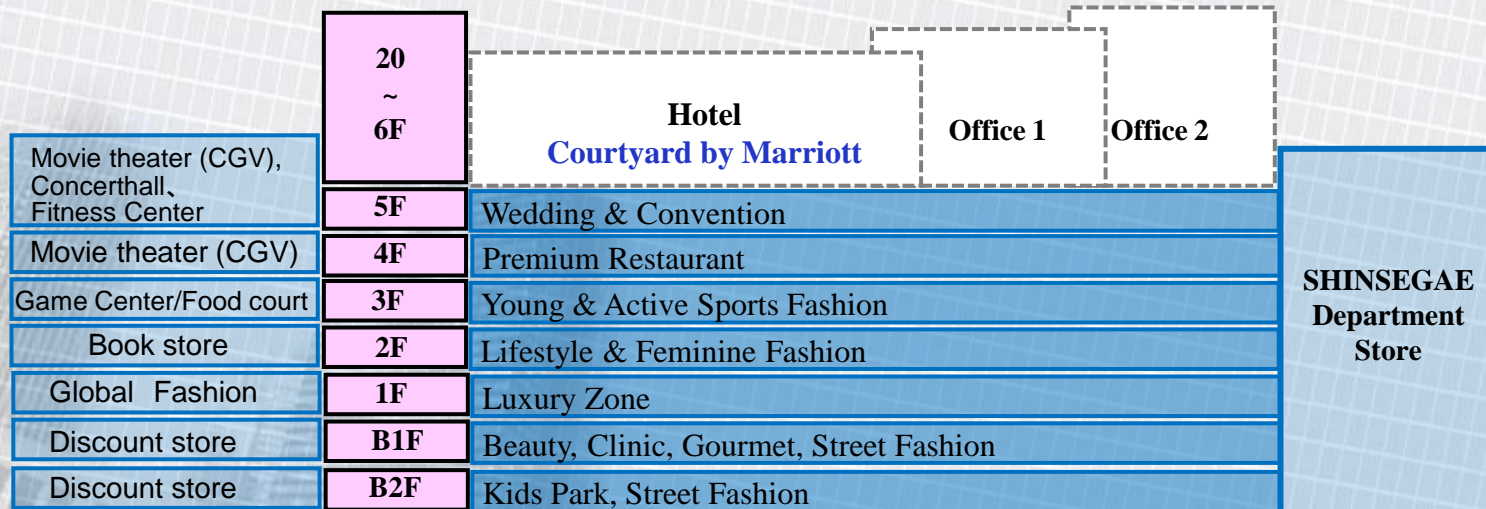 20
~
6F
Hotel
Courtyard by Marriott
Office 1
Office 2
Movie theater (CGV),
Concerthall、
Fitness Center
5F
Wedding & Convention
Movie theater (CGV)
4F
Premium Restaurant
Game Center/Food court
3F
Young & Active Sports Fashion
Book store
2F
Lifestyle & Feminine Fashion
Global Fashion
1F
Luxury Zone
Discount store
B1F
Beauty, Clinic, Gourmet, Street Fashion
Discount store
B2F
Kids Park, Street Fashion
SHINSEGAE
Department
Store